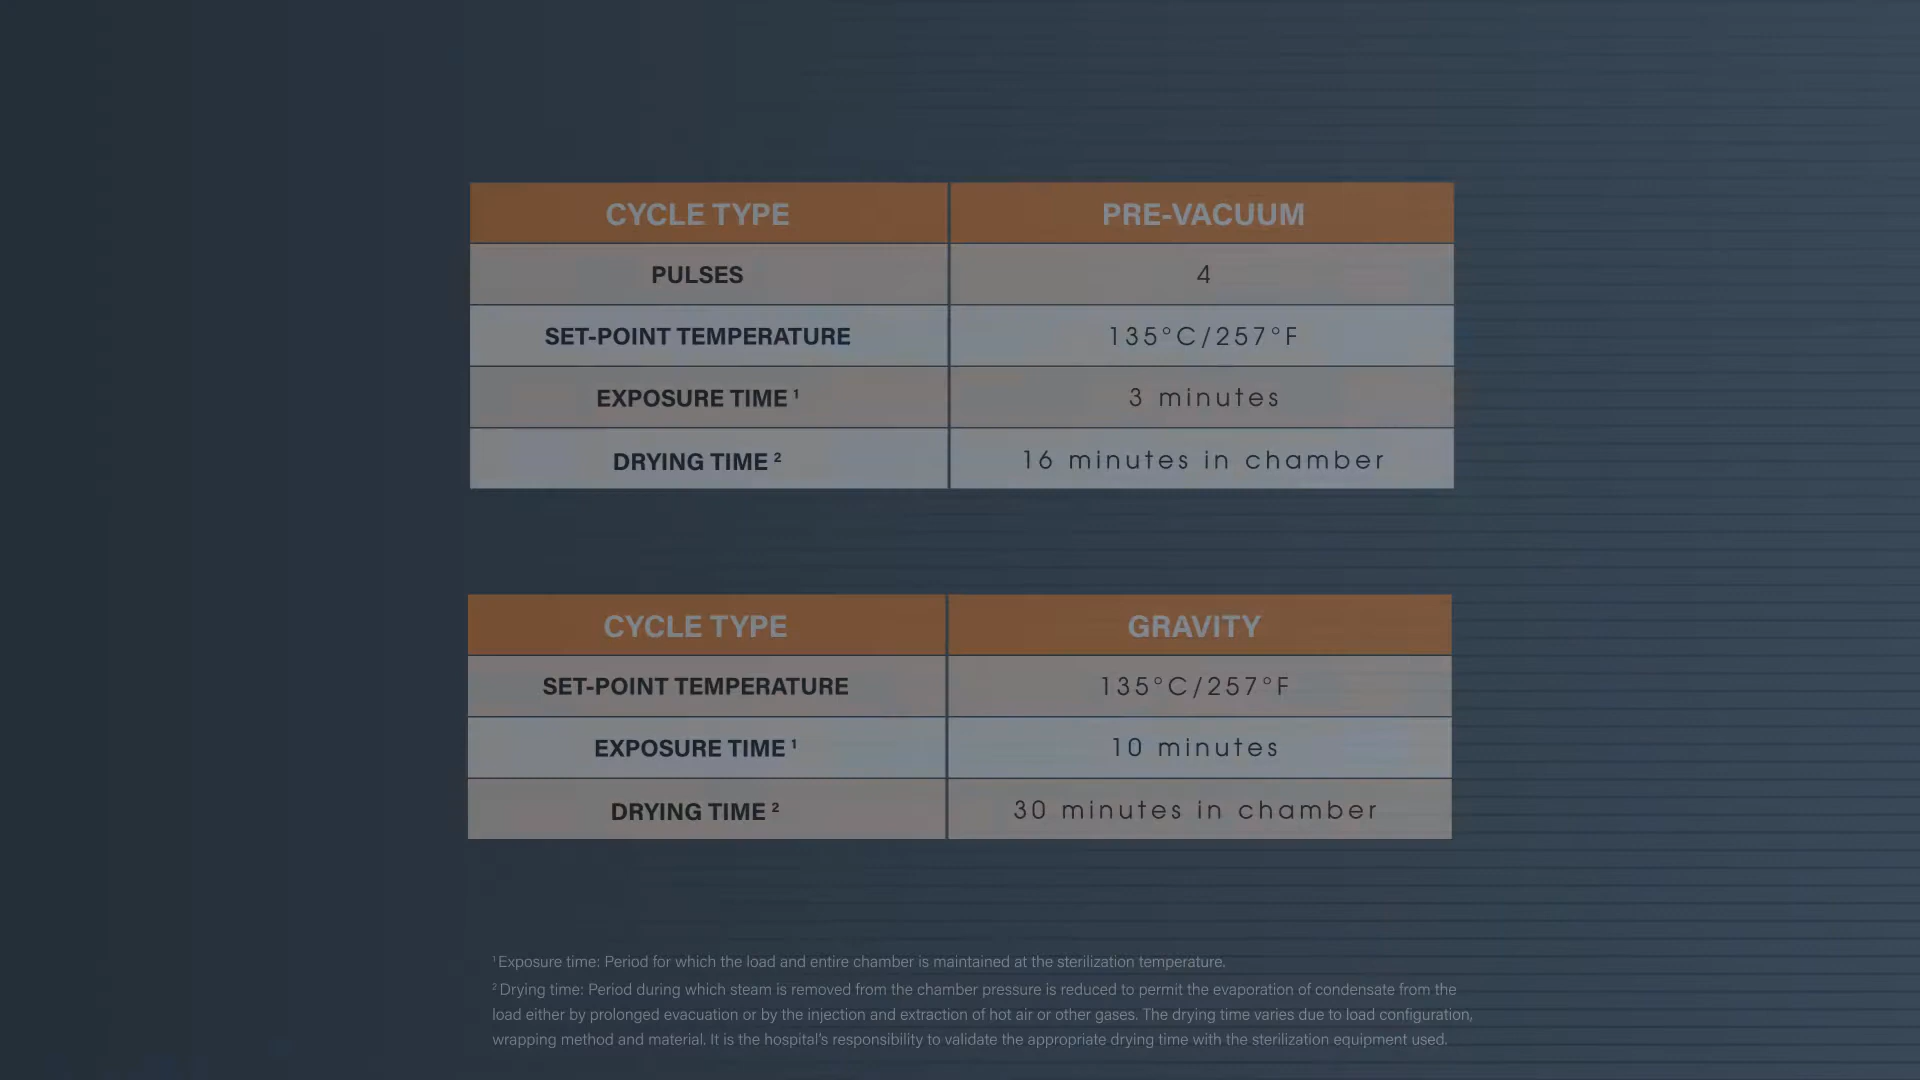 CYCLE TYPE PRE-VACUUM
PULSES 4
SET-POINT TEMPERATURE 135°C/257°F
EXPOSURE TIME ¹ 3 minutes
DRYING TIME ² 16 minutes in chamber
CYCLE TYPE GRAVITY
SET-POINT TEMPERATURE 135°C/257°F
EXPOSURE TIME ¹ 10 minutes
DRYING TIME ² 30 minutes in chamber
¹ Exposure time: Period for which the load and entire chamber is maintained at the sterilization temperature.
² Drying time: Period during which steam is removed from the chamber pressure is reduced to permit the evaporation of condensate from the
load either by prolonged evacuation or by the injection and extraction of hot air or other gases. The drying time varies due to load configuration,
wrapping method and material. It is the hospital's responsibility to validate the appropriate drying time with the sterilization equipment used.